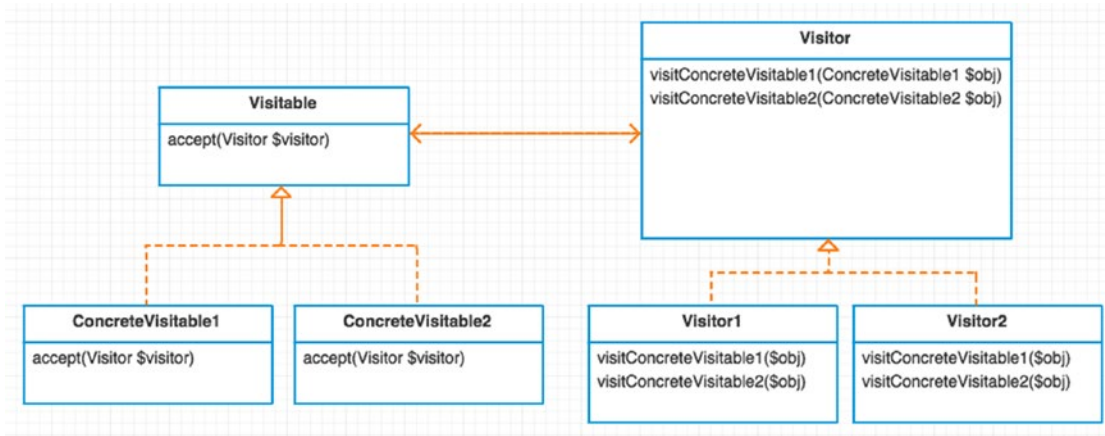 Visitor
visitConcreteVisitable1(ConcreteVisitable1 $obj)
visitConcreteVisitable2(ConcreteVisitable2 $obj)
Visitable
accept(Visitor $visitor)
ConcreteVisitable1
accept(Visitor $visitor)
ConcreteVisitable2
accept(Visitor $visitor)
Visitor1
visitConcreteVisitable1($obj)
visitConcreteVisitable2($obj)
Visitor2
visitConcreteVisitable1($obj)
visitConcreteVisitable2($obj)